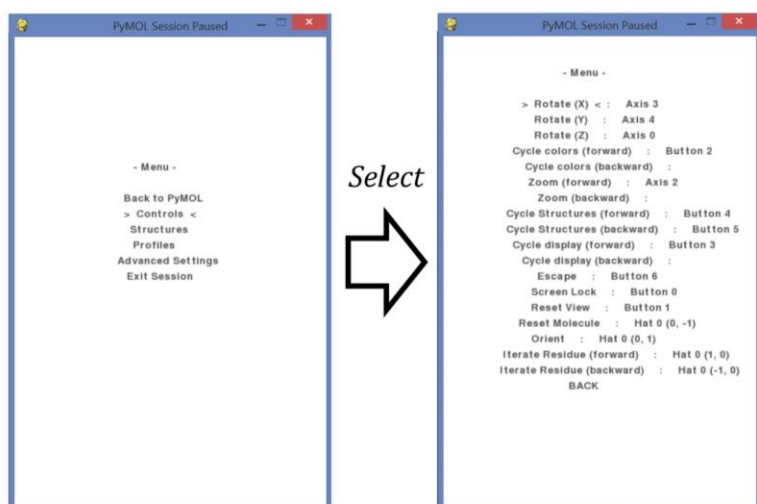 PyMOL Session Paused
- Menu -
Back to PyMOL
> Controls <
Structures
Profiles
Advanced Settings
Exit Session
Select
PyMOL Session Paused
- Menu -
> Rotate (X) < : Axis 3
Rotate (Y) : Axis 4
Rotate (Z) : Axis 0
Cycle colors (forward) : Button 2
Cycle colors (backward) :
Zoom (forward) : Axis 2
Zoom (backward) :
Cycle Structures (forward) : Button 4
Cycle Structures (backward) : Button 5
Cycle display (forward) : Button 3
Cycle display (backward) :
Escape : Button 6
Screen Lock : Button 0
Reset View : Button 1
Reset Molecule : Hat 0 (0, -1)
Orient : Hat 0 (0, 1)
Iterate Residue (forward) : Hat 0 (1, 0)
Iterate Residue (backward) : Hat 0 (-1, 0)
BACK